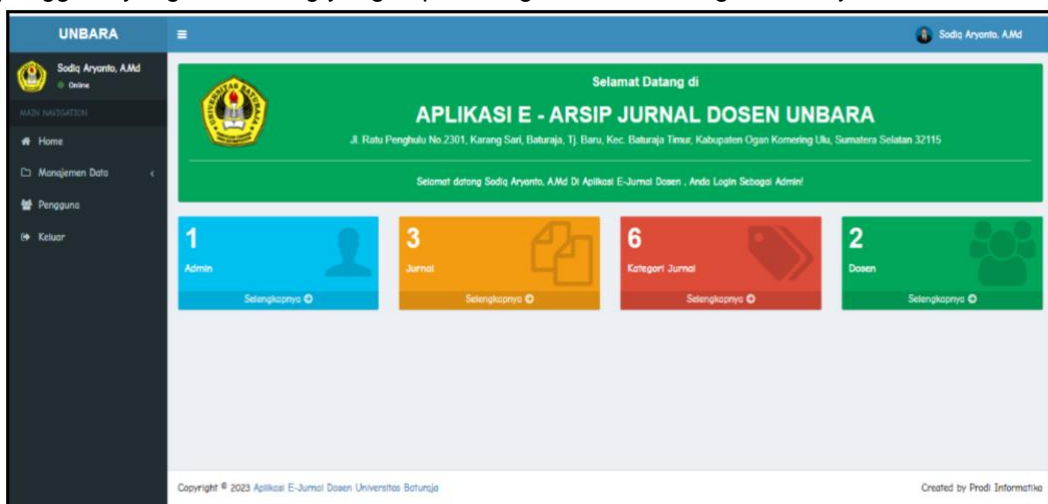 UNBARA
Sodiq Aryanto, A.Md
Sodiq Aryanto, A.Md
Online
MAIN NAVIGATION
Home
Manajemen Data
Pengguna
Keluar
Selamat Datang di
APLIKASI E - ARSIP JURNAL DOSEN UNBARA
Jl. Ratu Penghulu No.2301, Karang Sari, Baturaja, Tj. Baru, Kec. Baturaja Timur, Kabupaten Ogan Komering Ulu, Sumatera Selatan 32115
Selamat datang Sodiq Aryanto, A.Md Di Aplikasi E-Jurnal Dosen , Anda Login Sebagai Admin!
1
Admin
Selengkapnya
3
Jurnal
Selengkapnya
6
Kategori Jurnal
Selengkapnya
2
Dosen
Selengkapnya
Copyright © 2023 Aplikasi E-Jurnal Dosen Universitas Baturaja
Created by Prodi Informatika